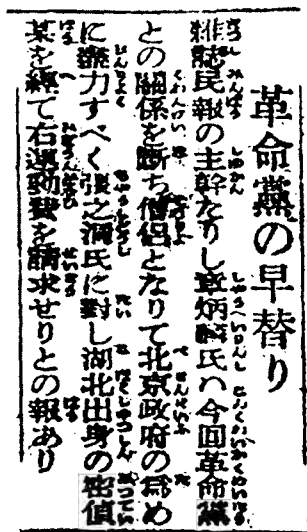 革命黨の早替り
雜誌民報の主幹たりし章炳麟氏ハ今回革命黨
との關係を斷ち僧侶となりて北京政府の爲め
に盡力すべく張之洞氏に對し湖北出身の密偵
某を經て右運動費を請求せりとの報あり